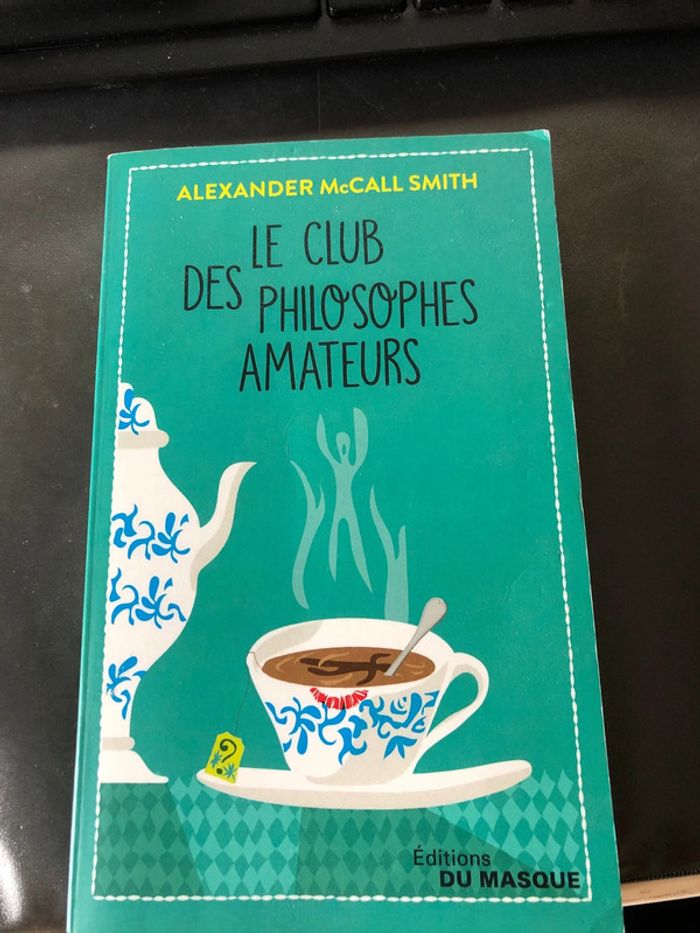 ALEXANDER McCALL SMITH
LE CLUB
DES PHILOSOPHES
AMATEURS
?
Éditions
DU MASQUE